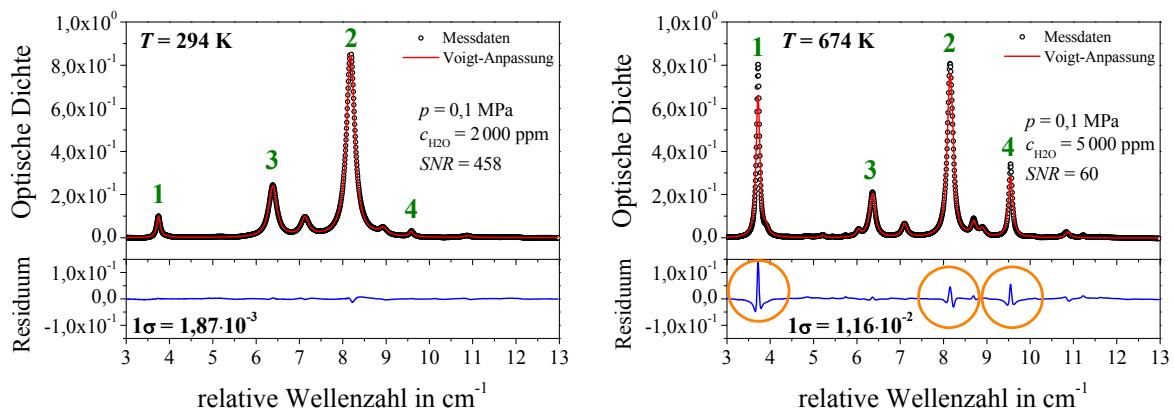 1,0x10⁰
8,0x10⁻¹
6,0x10⁻¹
4,0x10⁻¹
2,0x10⁻¹
0,0
Optische Dichte
T = 294 K
Messdaten
Voigt-Anpassung
p = 0,1 MPa
c_H2O = 2 000 ppm
SNR = 458
1
3
2
4
1,0x10⁻¹
0,0
-1,0x10⁻¹
Residuum
1σ = 1,87·10⁻³
3 4 5 6 7 8 9 10 11 12 13
relative Wellenzahl in cm⁻¹
1,0x10⁰
8,0x10⁻¹
6,0x10⁻¹
4,0x10⁻¹
2,0x10⁻¹
0,0
Optische Dichte
T = 674 K
Messdaten
Voigt-Anpassung
p = 0,1 MPa
c_H2O = 5 000 ppm
SNR = 60
1
3
2
4
1,0x10⁻¹
0,0
-1,0x10⁻¹
Residuum
1σ = 1,16·10⁻²
3 4 5 6 7 8 9 10 11 12 13
relative Wellenzahl in cm⁻¹